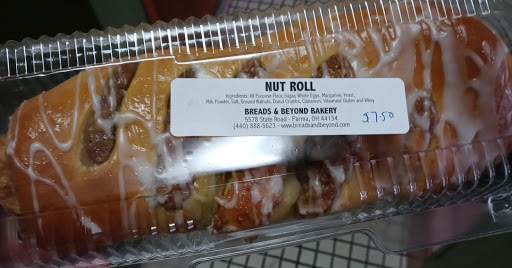 NUT ROLL
Ingredients: All Purpose Flour, Sugar, Whole Eggs, Margarine, Yeast,
Milk Powder, Salt, Ground Walnuts, Donut Crumbs, Cinnamon, Vitawheat Gluten and Whey
BREADS & BEYOND BAKERY
5578 State Road - Parma, OH 44134
(440) 888-5623 - www.breadsandbeyond.com
$7.50